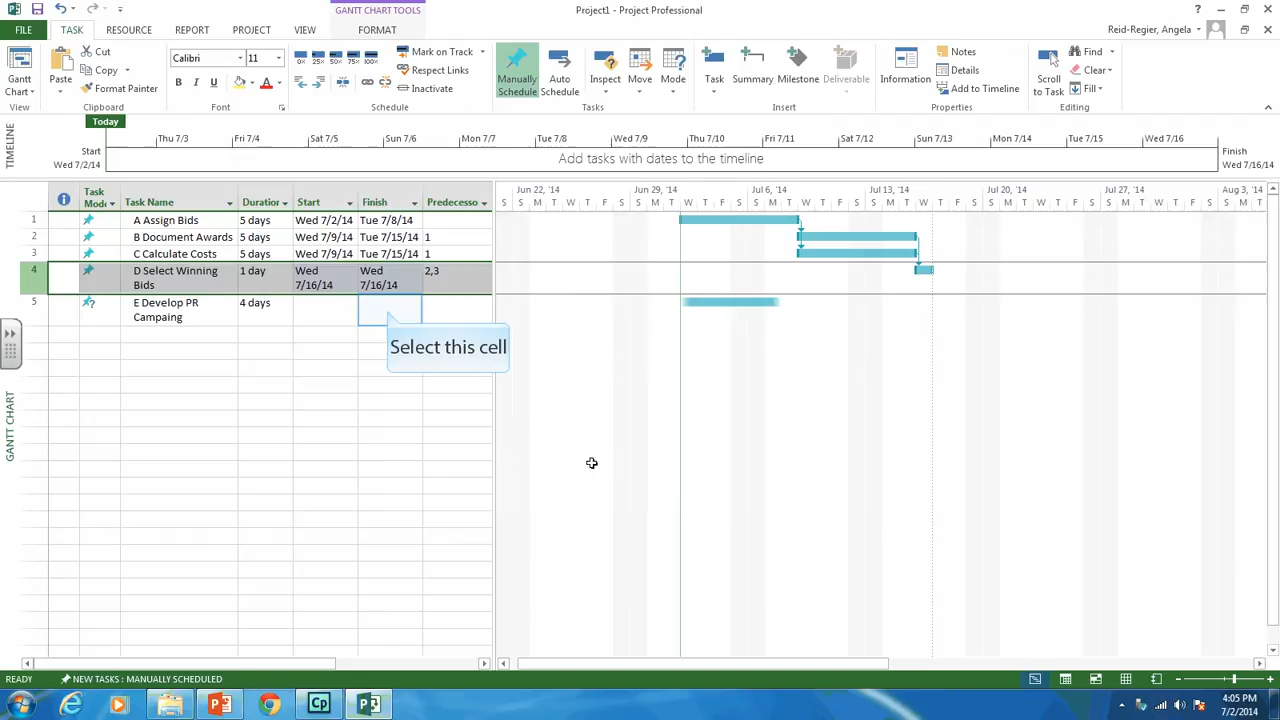 GANTT CHART TOOLS
Project1 - Project Professional
FILE TASK RESOURCE REPORT PROJECT VIEW FORMAT
Reid-Regier, Angela
Gantt Chart
View
Paste
Cut
Copy
Format Painter
Clipboard
Calibri 11
B I U A
Font
0% 25% 50% 75% 100%
Mark on Track
Respect Links
Inactivate
Schedule
Manually Schedule
Auto Schedule
Inspect
Move
Mode
Tasks
Task
Summary
Milestone
Deliverable
Insert
Information
Notes
Details
Add to Timeline
Properties
Scroll to Task
Find
Clear
Fill
Editing
Today
TIMELINE
Thu 7/3 Fri 7/4 Sat 7/5 Sun 7/6 Mon 7/7 Tue 7/8 Wed 7/9 Thu 7/10 Fri 7/11 Sat 7/12 Sun 7/13 Mon 7/14 Tue 7/15 Wed 7/16
Start
Wed 7/2/14
Add tasks with dates to the timeline
Finish
Wed 7/16/14
Task Mode Task Name Duration Start Finish Predecesso
Jun 22, '14 Jun 29, '14 Jul 6, '14 Jul 13, '14 Jul 20, '14 Jul 27, '14 Aug 3, '14
S M T W T F S S M T W T F S S M T W T F S S M T W T F S S M T W T F S S M T W T F S S M T
1 A Assign Bids 5 days Wed 7/2/14 Tue 7/8/14
2 B Document Awards 5 days Wed 7/9/14 Tue 7/15/14 1
3 C Calculate Costs 5 days Wed 7/9/14 Tue 7/15/14 1
4 D Select Winning 1 day Wed Wed 2,3
Bids 7/16/14 7/16/14
5 E Develop PR 4 days
Campaing
Select this cell
GANTT CHART
READY NEW TASKS : MANUALLY SCHEDULED
Cp
4:05 PM
7/2/2014